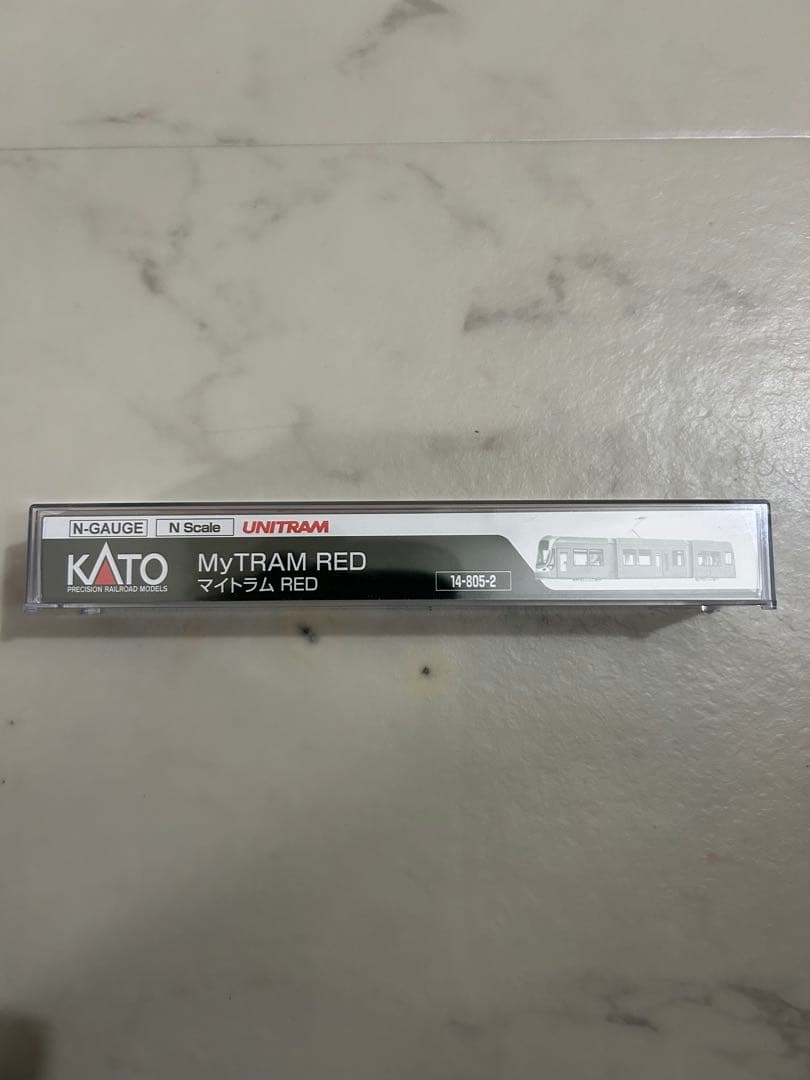 N-GAUGE N Scale UNITRAM
KATO
PRECISION RAILROAD MODELS
MyTRAM RED
マイトラム RED
14-805-2